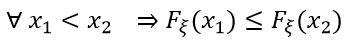 ∀ x₁ < x₂ ⇒ F_ξ(x₁) ≤ F_ξ(x₂)